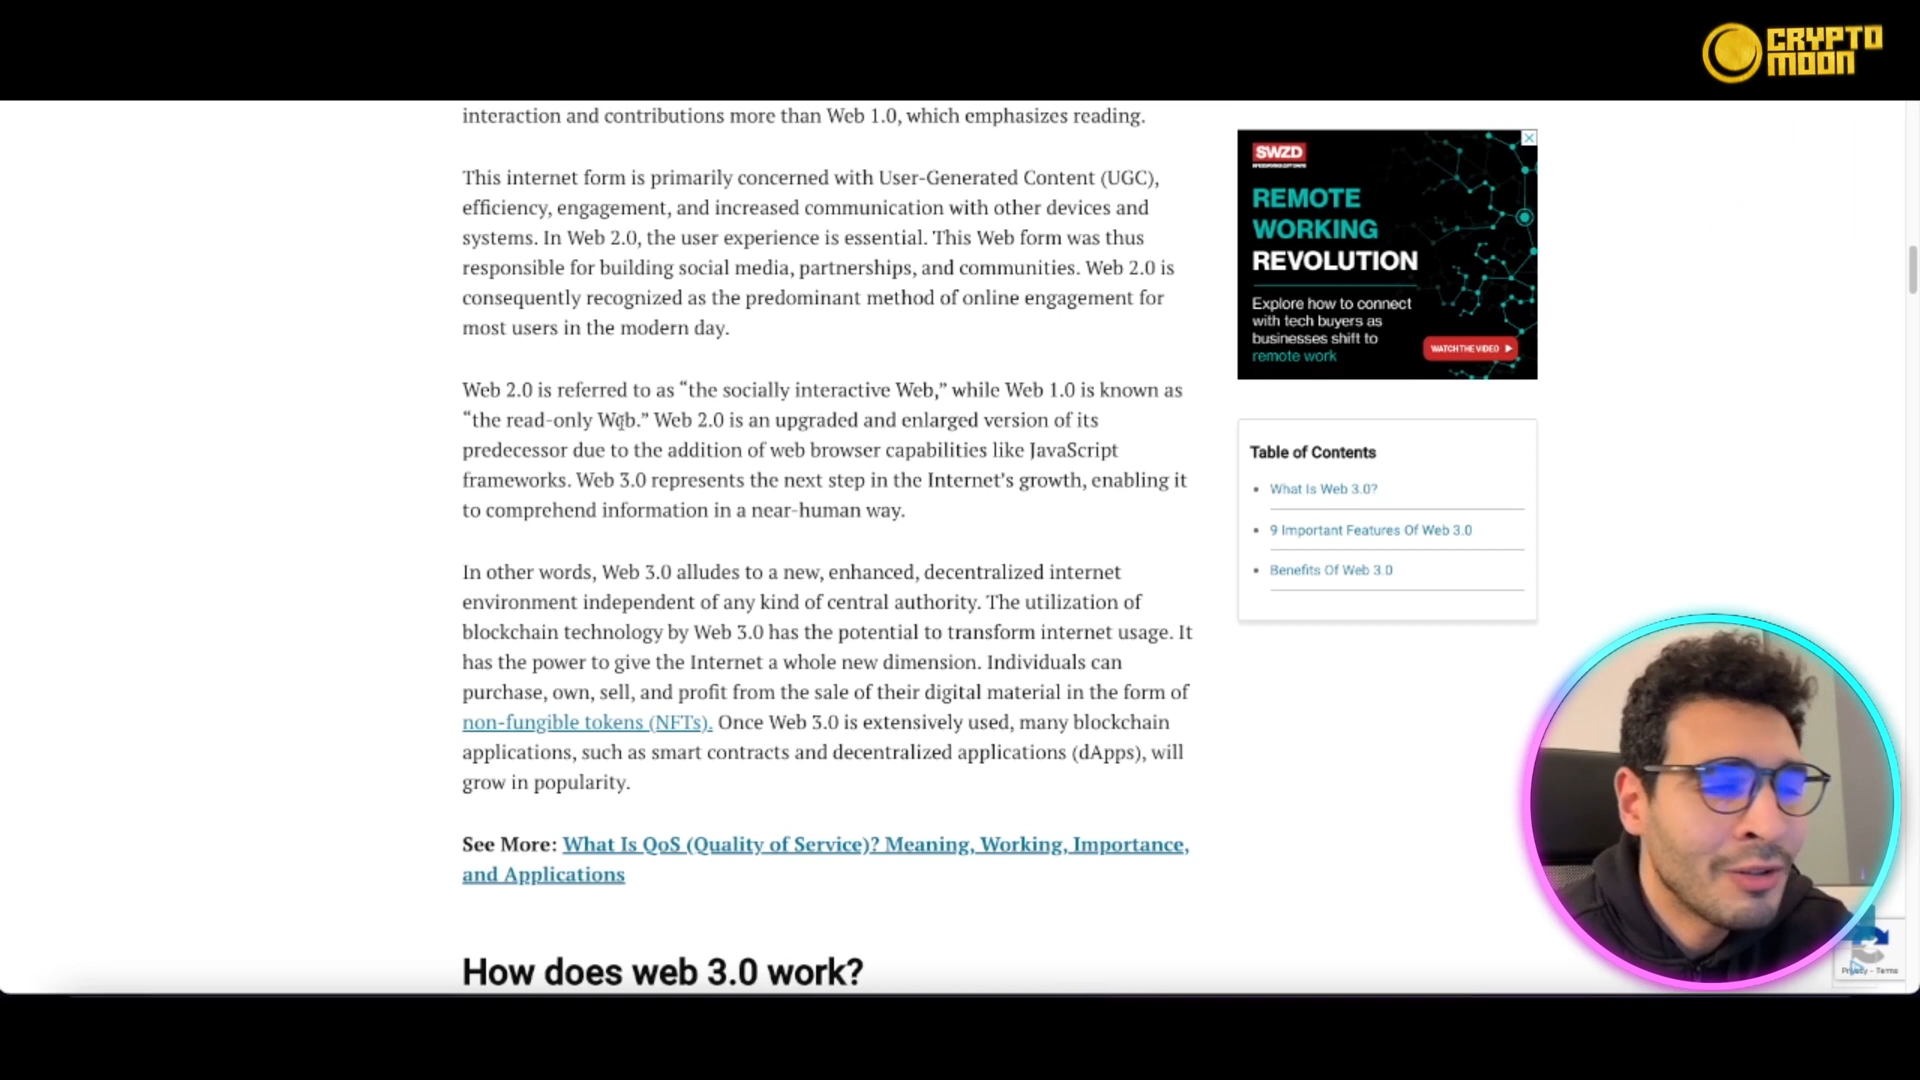 CRYPTO
MOON
interaction and contributions more than Web 1.0, which emphasizes reading.
This internet form is primarily concerned with User-Generated Content (UGC),
efficiency, engagement, and increased communication with other devices and
systems. In Web 2.0, the user experience is essential. This Web form was thus
responsible for building social media, partnerships, and communities. Web 2.0 is
consequently recognized as the predominant method of online engagement for
most users in the modern day.
Web 2.0 is referred to as “the socially interactive Web,” while Web 1.0 is known as
“the read-only Web.” Web 2.0 is an upgraded and enlarged version of its
predecessor due to the addition of web browser capabilities like JavaScript
frameworks. Web 3.0 represents the next step in the Internet’s growth, enabling it
to comprehend information in a near-human way.
In other words, Web 3.0 alludes to a new, enhanced, decentralized internet
environment independent of any kind of central authority. The utilization of
blockchain technology by Web 3.0 has the potential to transform internet usage. It
has the power to give the Internet a whole new dimension. Individuals can
purchase, own, sell, and profit from the sale of their digital material in the form of
non-fungible tokens (NFTs). Once Web 3.0 is extensively used, many blockchain
applications, such as smart contracts and decentralized applications (dApps), will
grow in popularity.
See More: What Is QoS (Quality of Service)? Meaning, Working, Importance,
and Applications
How does web 3.0 work?
SWZD
REMOTE
WORKING
REVOLUTION
Explore how to connect
with tech buyers as
businesses shift to
remote work
WATCH THE VIDEO
Table of Contents
What Is Web 3.0?
9 Important Features Of Web 3.0
Benefits Of Web 3.0
Privacy - Terms